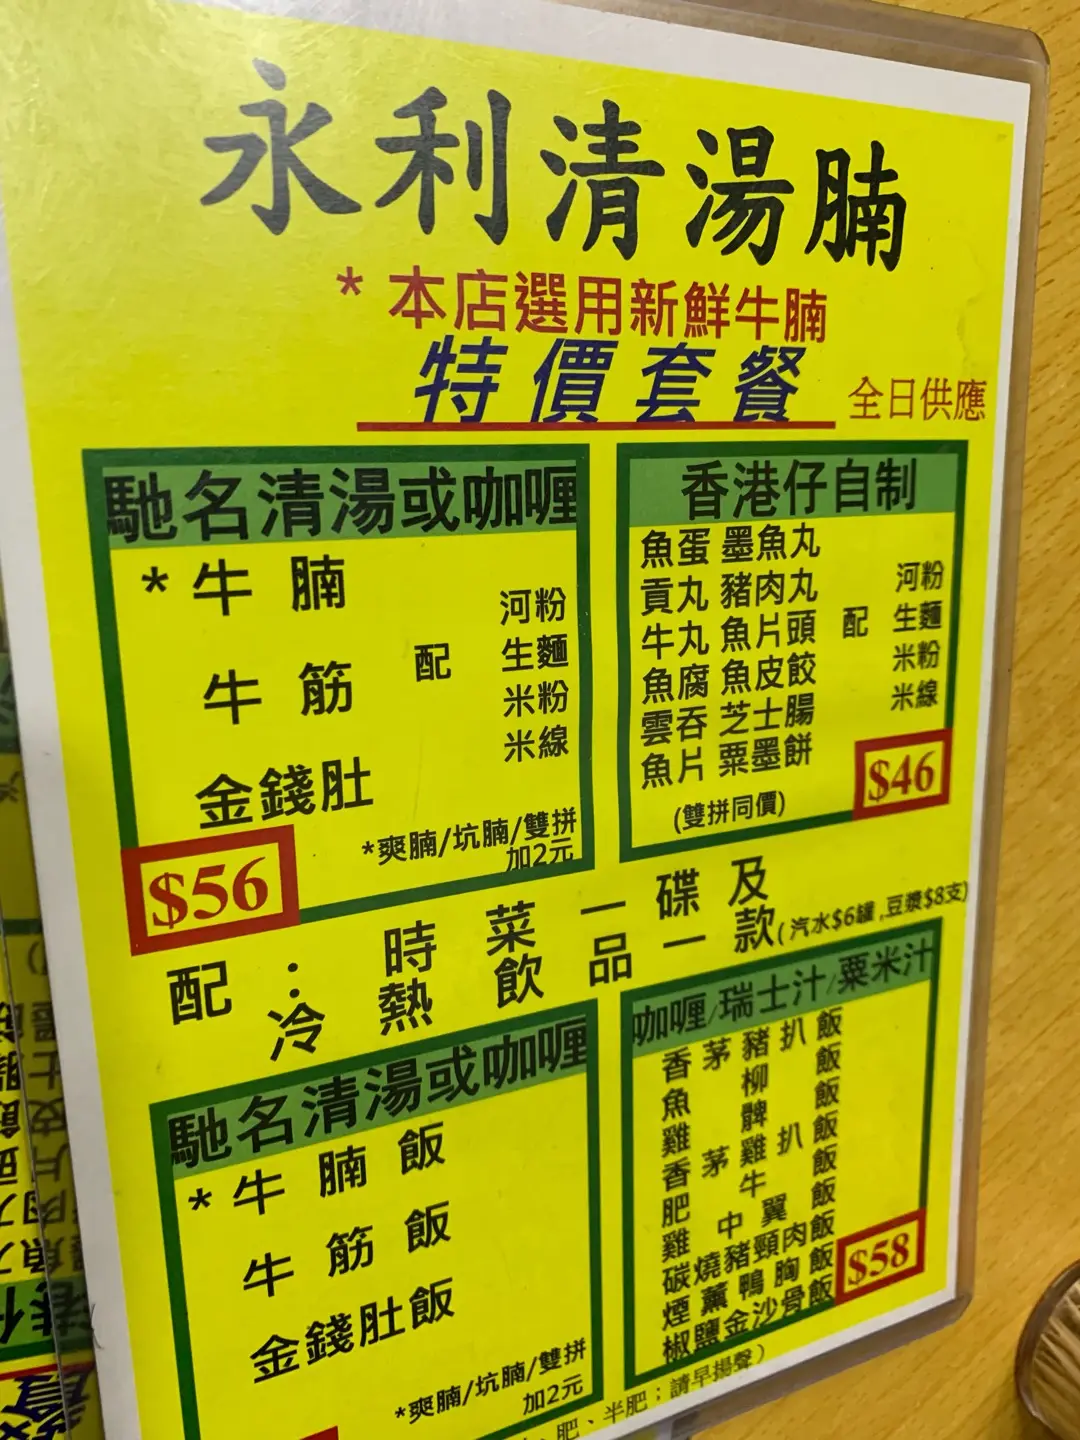 永利清湯腩
*本店選用新鮮牛腩
特價套餐 全日供應
馳名清湯或咖喱
*牛腩
牛筋
金錢肚
配
河粉
生麵
米粉
米線
*爽腩/坑腩/雙拼
加2元
$56
香港仔自制
魚蛋 墨魚丸
貢丸 豬肉丸
牛丸 魚片頭
魚腐 魚皮餃
雲吞 芝士腸
魚片 粟墨餅
(雙拼同價)
配
河粉
生麵
米粉
米線
$46
配：時菜一碟及
冷熱飲品一款(汽水$6罐,豆漿$8支)
馳名清湯或咖喱
*牛腩飯
牛筋飯
金錢肚飯
*爽腩/坑腩/雙拼
加2元
咖喱/瑞士汁/粟米汁
香茅豬扒飯
魚柳飯
雞髀飯
香茅雞扒飯
肥牛飯
雞中翼飯
碳燒豬頸肉飯
煙薰鴨胸飯
椒鹽金沙骨飯
$58
、肥、半肥；請早揚聲）